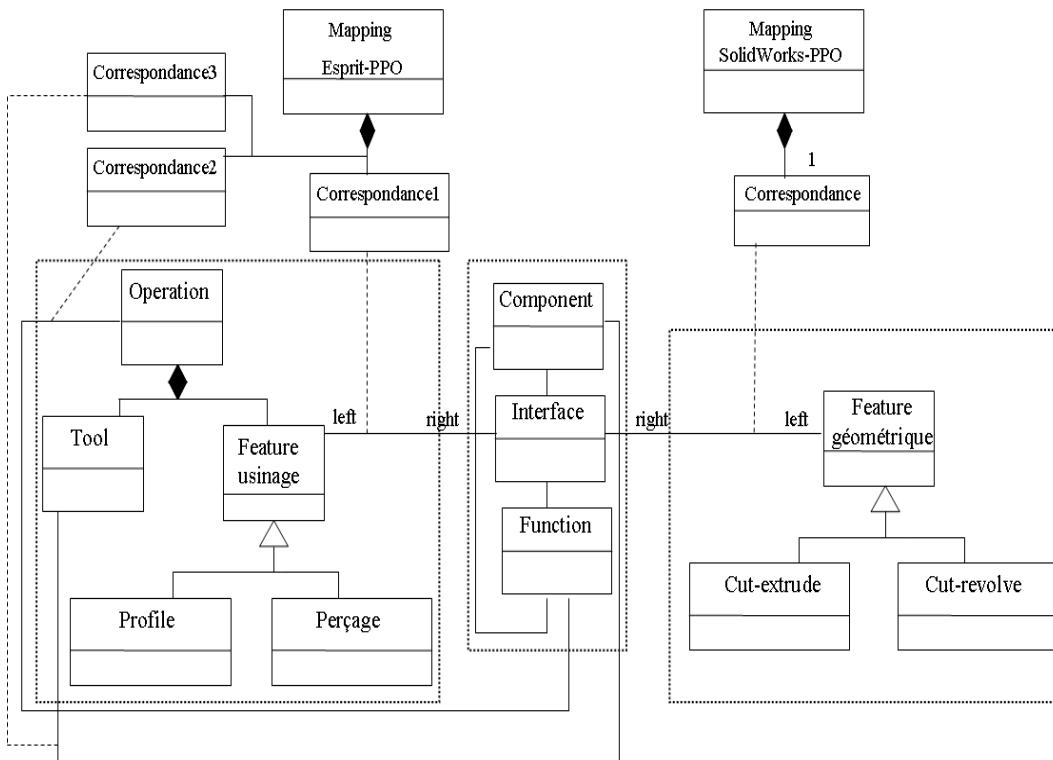 Mapping
Esprit-PPO
Mapping
SolidWorks-PPO
Correspondance3
Correspondance2
Correspondance1
1
Correspondance
Operation
Component
Tool
Feature
usinage
left
right
Interface
right
left
Feature
géométrique
Function
Profile
Perçage
Cut-extrude
Cut-revolve